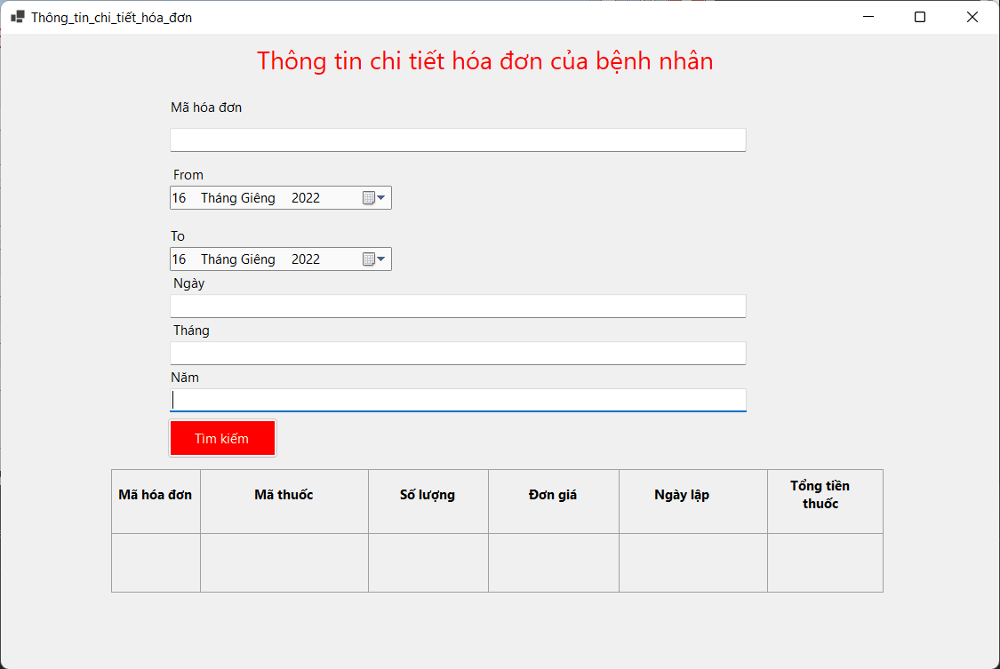 Thông_tin_chi_tiết_hóa_đơn
Thông tin chi tiết hóa đơn của bệnh nhân
Mã hóa đơn
From
16 Tháng Giêng 2022
To
16 Tháng Giêng 2022
Ngày
Tháng
Năm
Tìm kiếm
Mã hóa đơn Mã thuốc Số lượng Đơn giá Ngày lập Tổng tiền thuốc